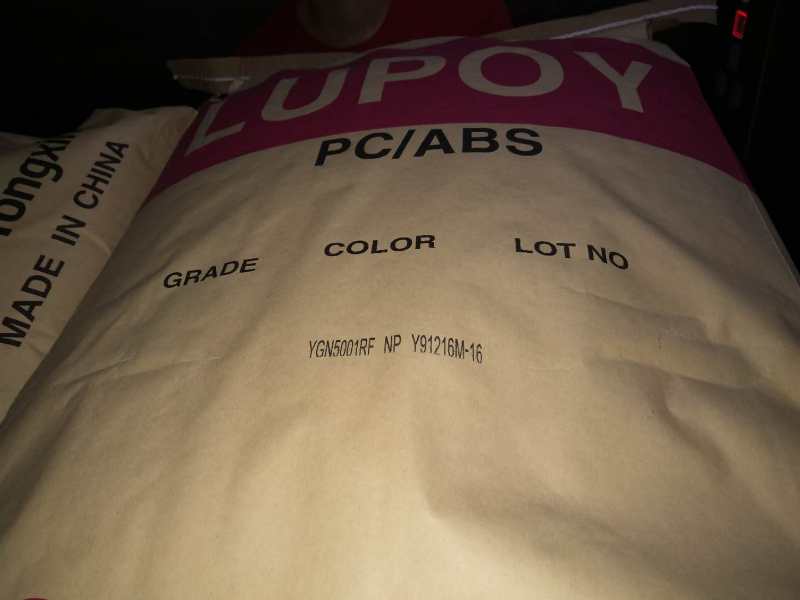 LUPOY
PC/ABS
GRADE COLOR LOT NO
YGN5001RF NP Y91216M-16
MADE IN CHINA